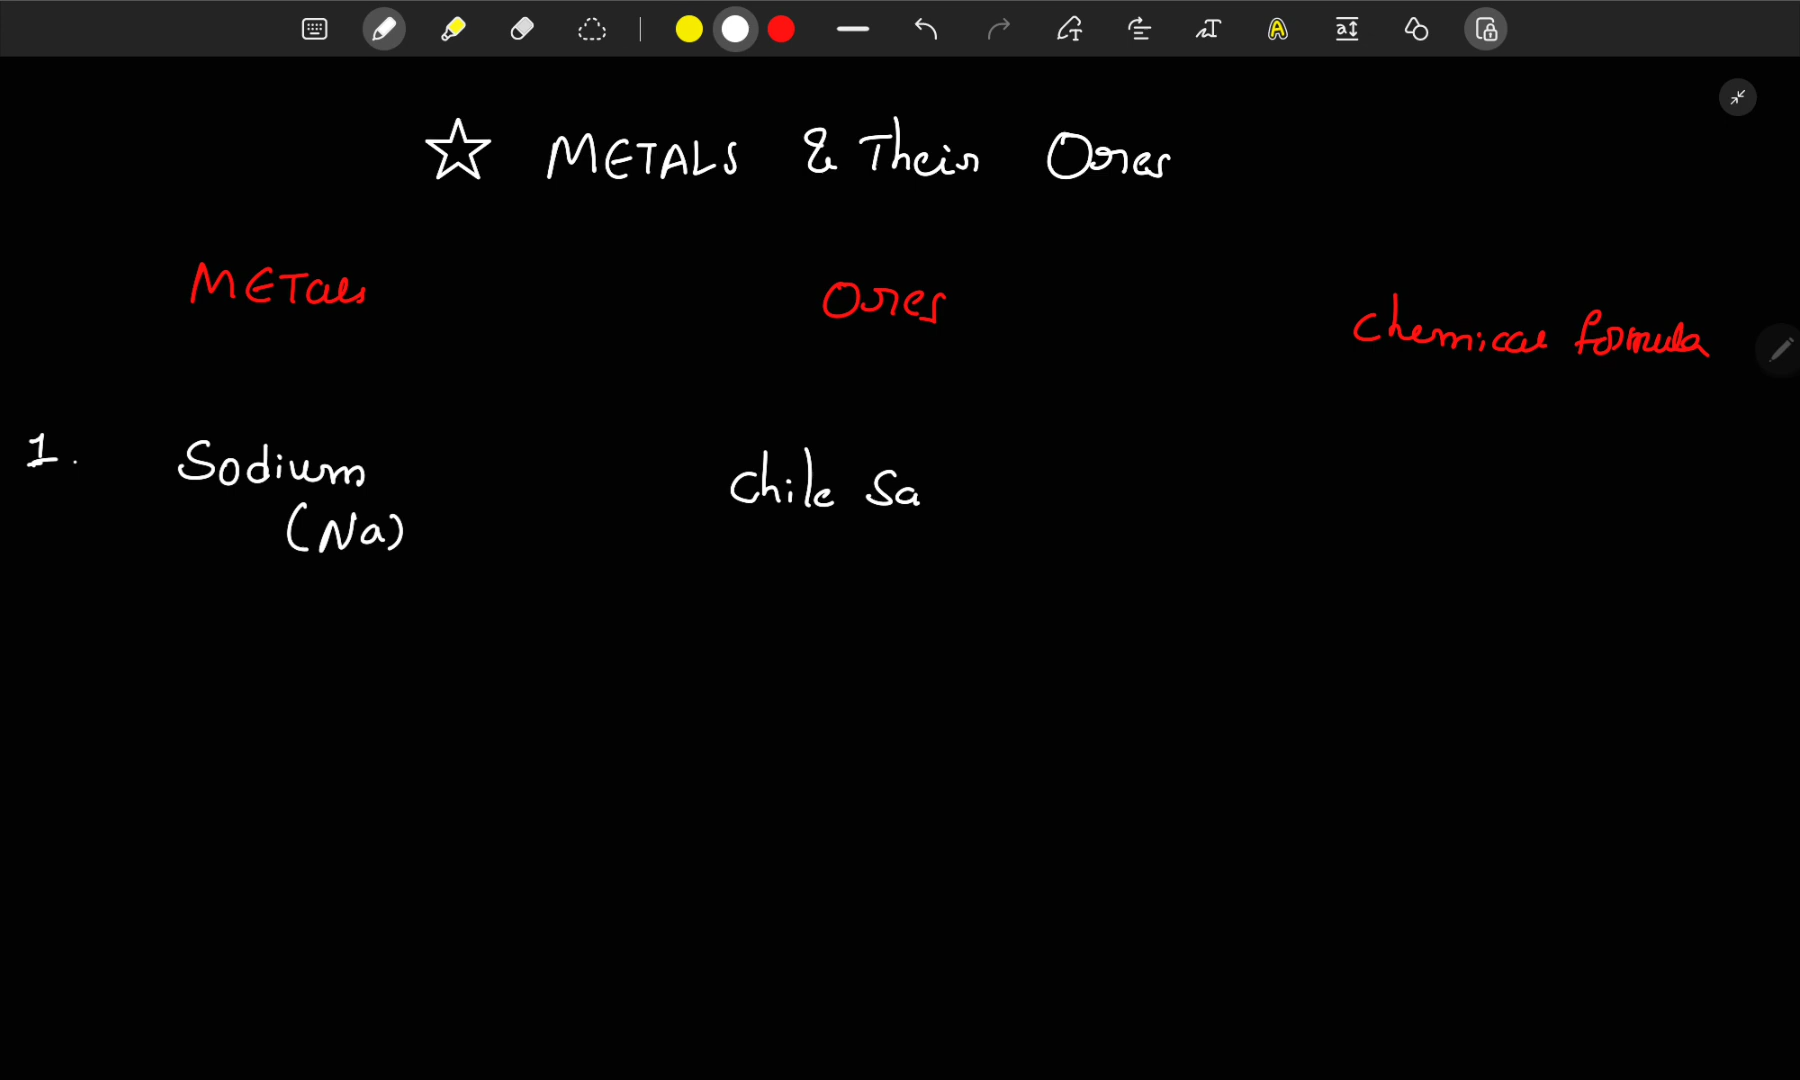 ☆ METALS & Their Ores
METals Ores Chemical formula
1. Sodium Chile Sa
(Na)